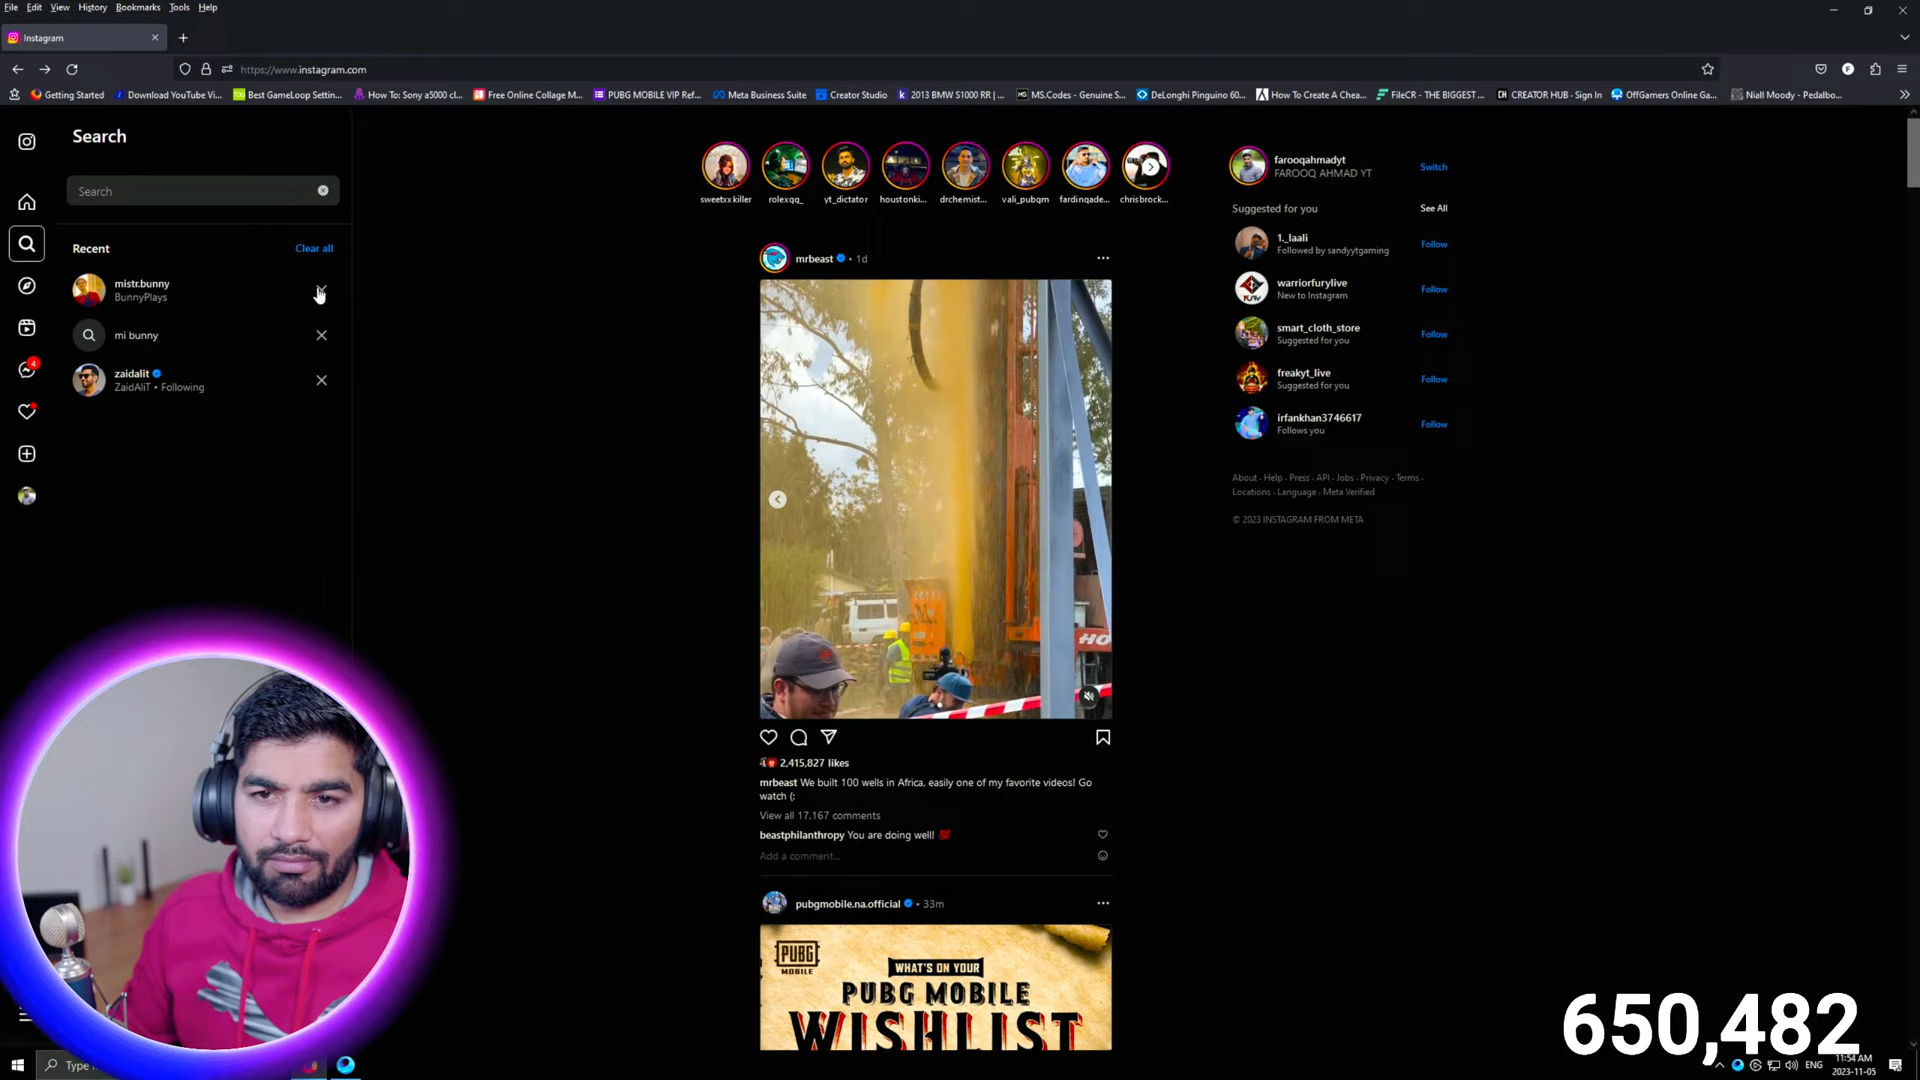 File Edit View History Bookmarks Tools Help
Instagram
https://www.instagram.com
Getting Started Download YouTube Vi... Best GameLoop Settin... How To: Sony a5000 cl... Free Online Collage M... PUBG MOBILE VIP Ref... Meta Business Suite Creator Studio 2013 BMW S1000 RR | ... MS.Codes - Genuine S... DeLonghi Pinguino 60... How To Create A Chea... FileCR - THE BIGGEST ... CREATOR HUB · Sign In OffGamers Online Ga... Niall Moody - Pedalbo...
Search
Search
Recent Clear all
mistr.bunny
BunnyPlays
mi bunny
zaidalit
ZaidAliT • Following
4
sweetxxkiller rolexqq_ yt_dictator houstonki... drchemist... vali_pubgm fardinqade... chrisbrock...
mrbeast • 1d
HO
2,415,827 likes
mrbeast We built 100 wells in Africa, easily one of my favorite videos! Go
watch (:
View all 17,167 comments
beastphilanthropy You are doing well! 💯
Add a comment...
pubgmobile.na.official • 33m
PUBG
MOBILE
WHAT'S ON YOUR
PUBG MOBILE
WISHLIST
farooqahmadyt
FAROOQ AHMAD YT
Switch
Suggested for you See All
1._laali
Followed by sandyytgaming
Follow
warriorfurylive
New to Instagram
Follow
smart_cloth_store
Suggested for you
Follow
freakyt_live
Suggested for you
Follow
irfankhan3746617
Follows you
Follow
About · Help · Press · API · Jobs · Privacy · Terms ·
Locations · Language · Meta Verified
© 2023 INSTAGRAM FROM META
650,482
Type
ENG
11:54 AM
2023-11-05